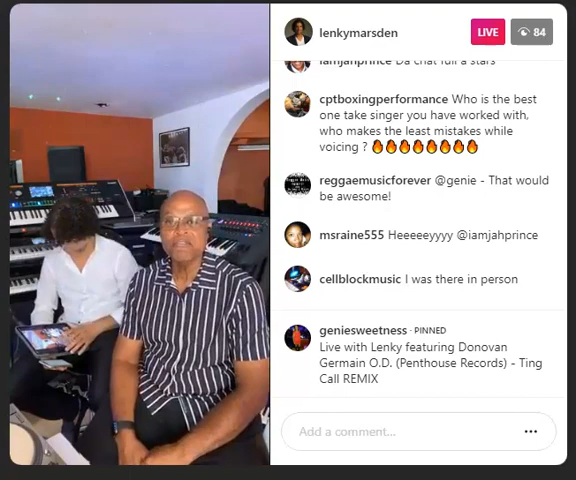 lenkymarsden
LIVE
84
iamjahprince Da chat full a stars
cptboxingperformance Who is the best
one take singer you have worked with,
who makes the least mistakes while
voicing ? 🔥🔥🔥🔥🔥🔥🔥🔥🔥
reggaemusicforever @genie - That would
be awesome!
msraine555 Heeeeeyyyy @iamjahprince
cellblockmusic I was there in person
geniesweetness · PINNED
Live with Lenky featuring Donovan
Germain O.D. (Penthouse Records) - Ting
Call REMIX
Add a comment...